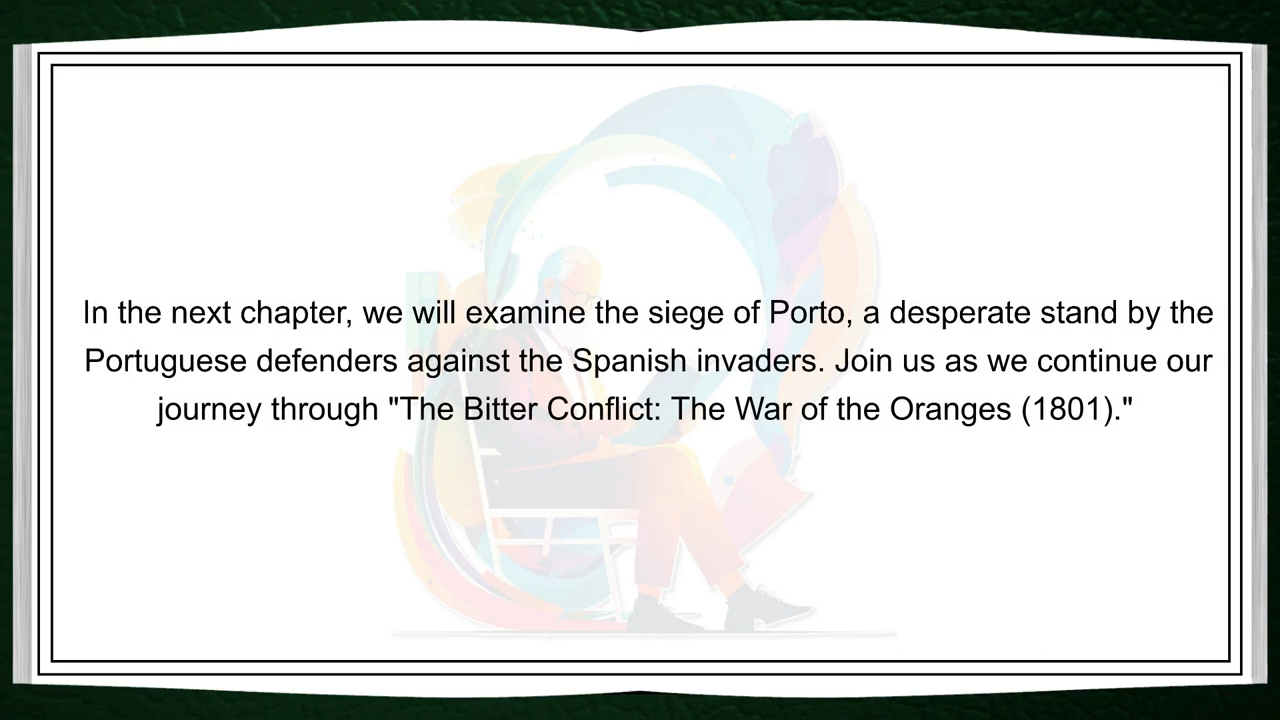 In the next chapter, we will examine the siege of Porto, a desperate stand by the
Portuguese defenders against the Spanish invaders. Join us as we continue our
journey through "The Bitter Conflict: The War of the Oranges (1801)."